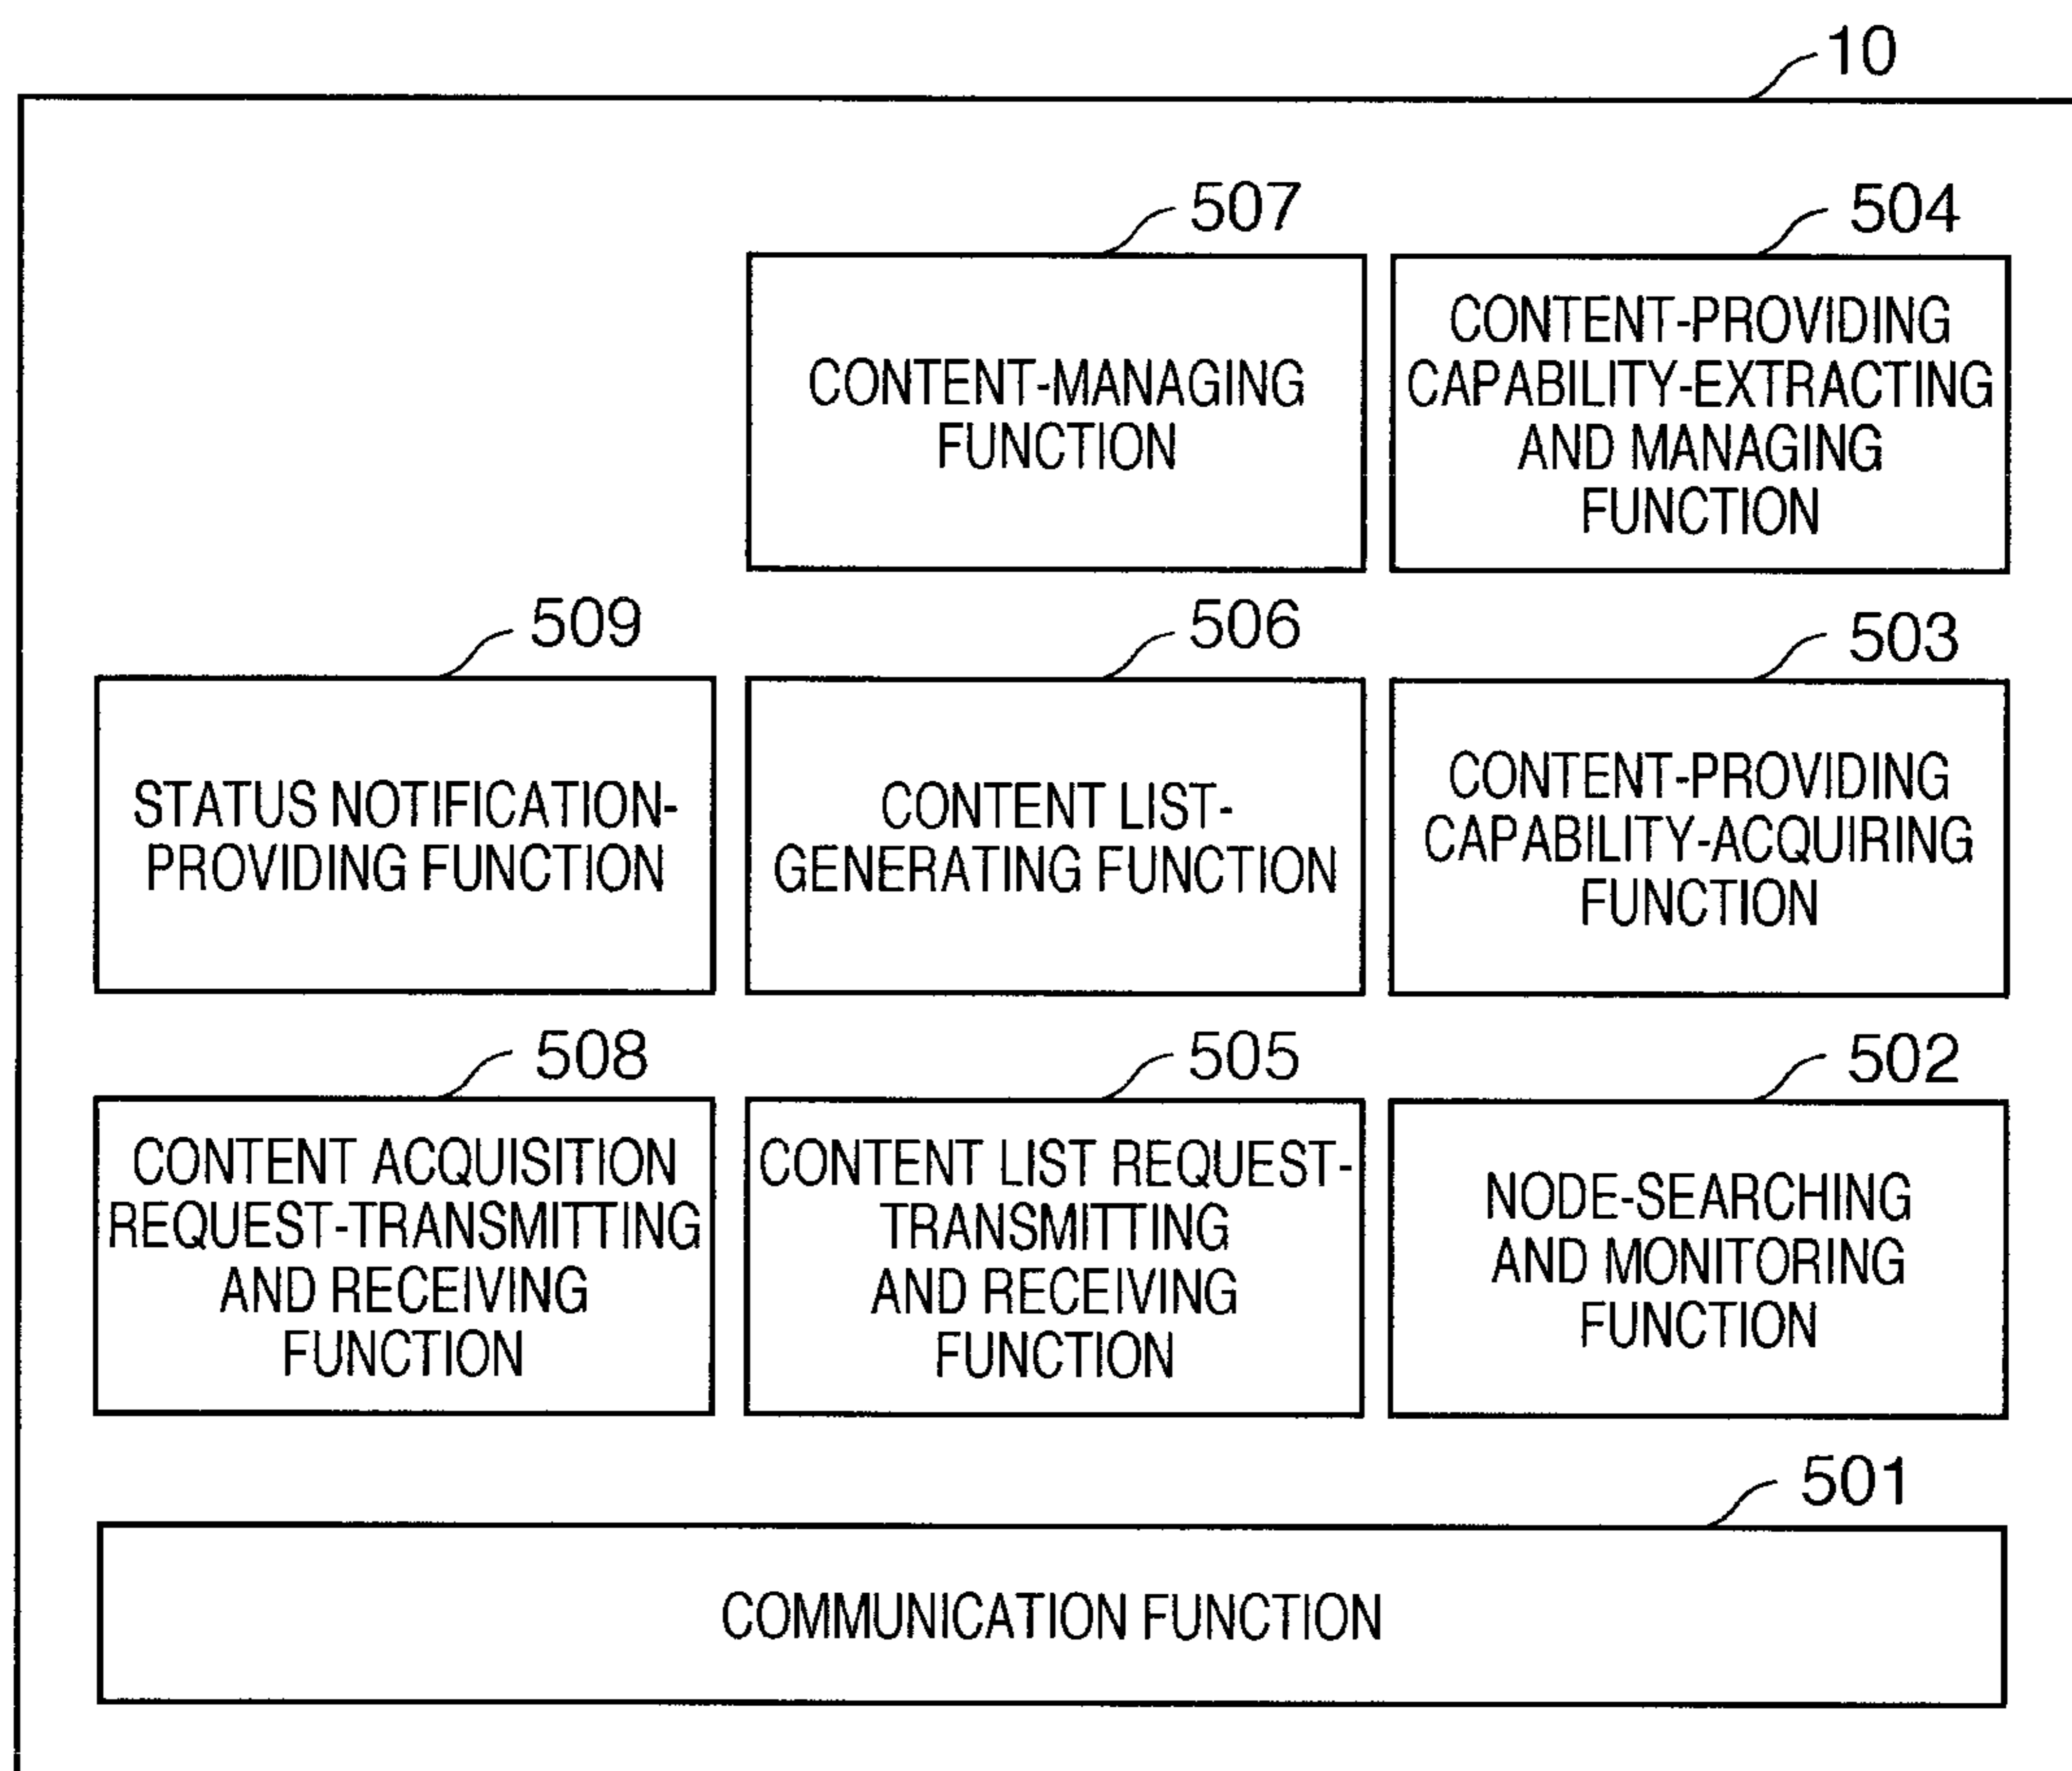 10
507
CONTENT-MANAGING
FUNCTION
504
CONTENT-PROVIDING
CAPABILITY-EXTRACTING
AND MANAGING
FUNCTION
509
STATUS NOTIFICATION-
PROVIDING FUNCTION
506
CONTENT LIST-
GENERATING FUNCTION
503
CONTENT-PROVIDING
CAPABILITY-ACQUIRING
FUNCTION
508
CONTENT ACQUISITION
REQUEST-TRANSMITTING
AND RECEIVING
FUNCTION
505
CONTENT LIST REQUEST-
TRANSMITTING
AND RECEIVING
FUNCTION
502
NODE-SEARCHING
AND MONITORING
FUNCTION
501
COMMUNICATION FUNCTION